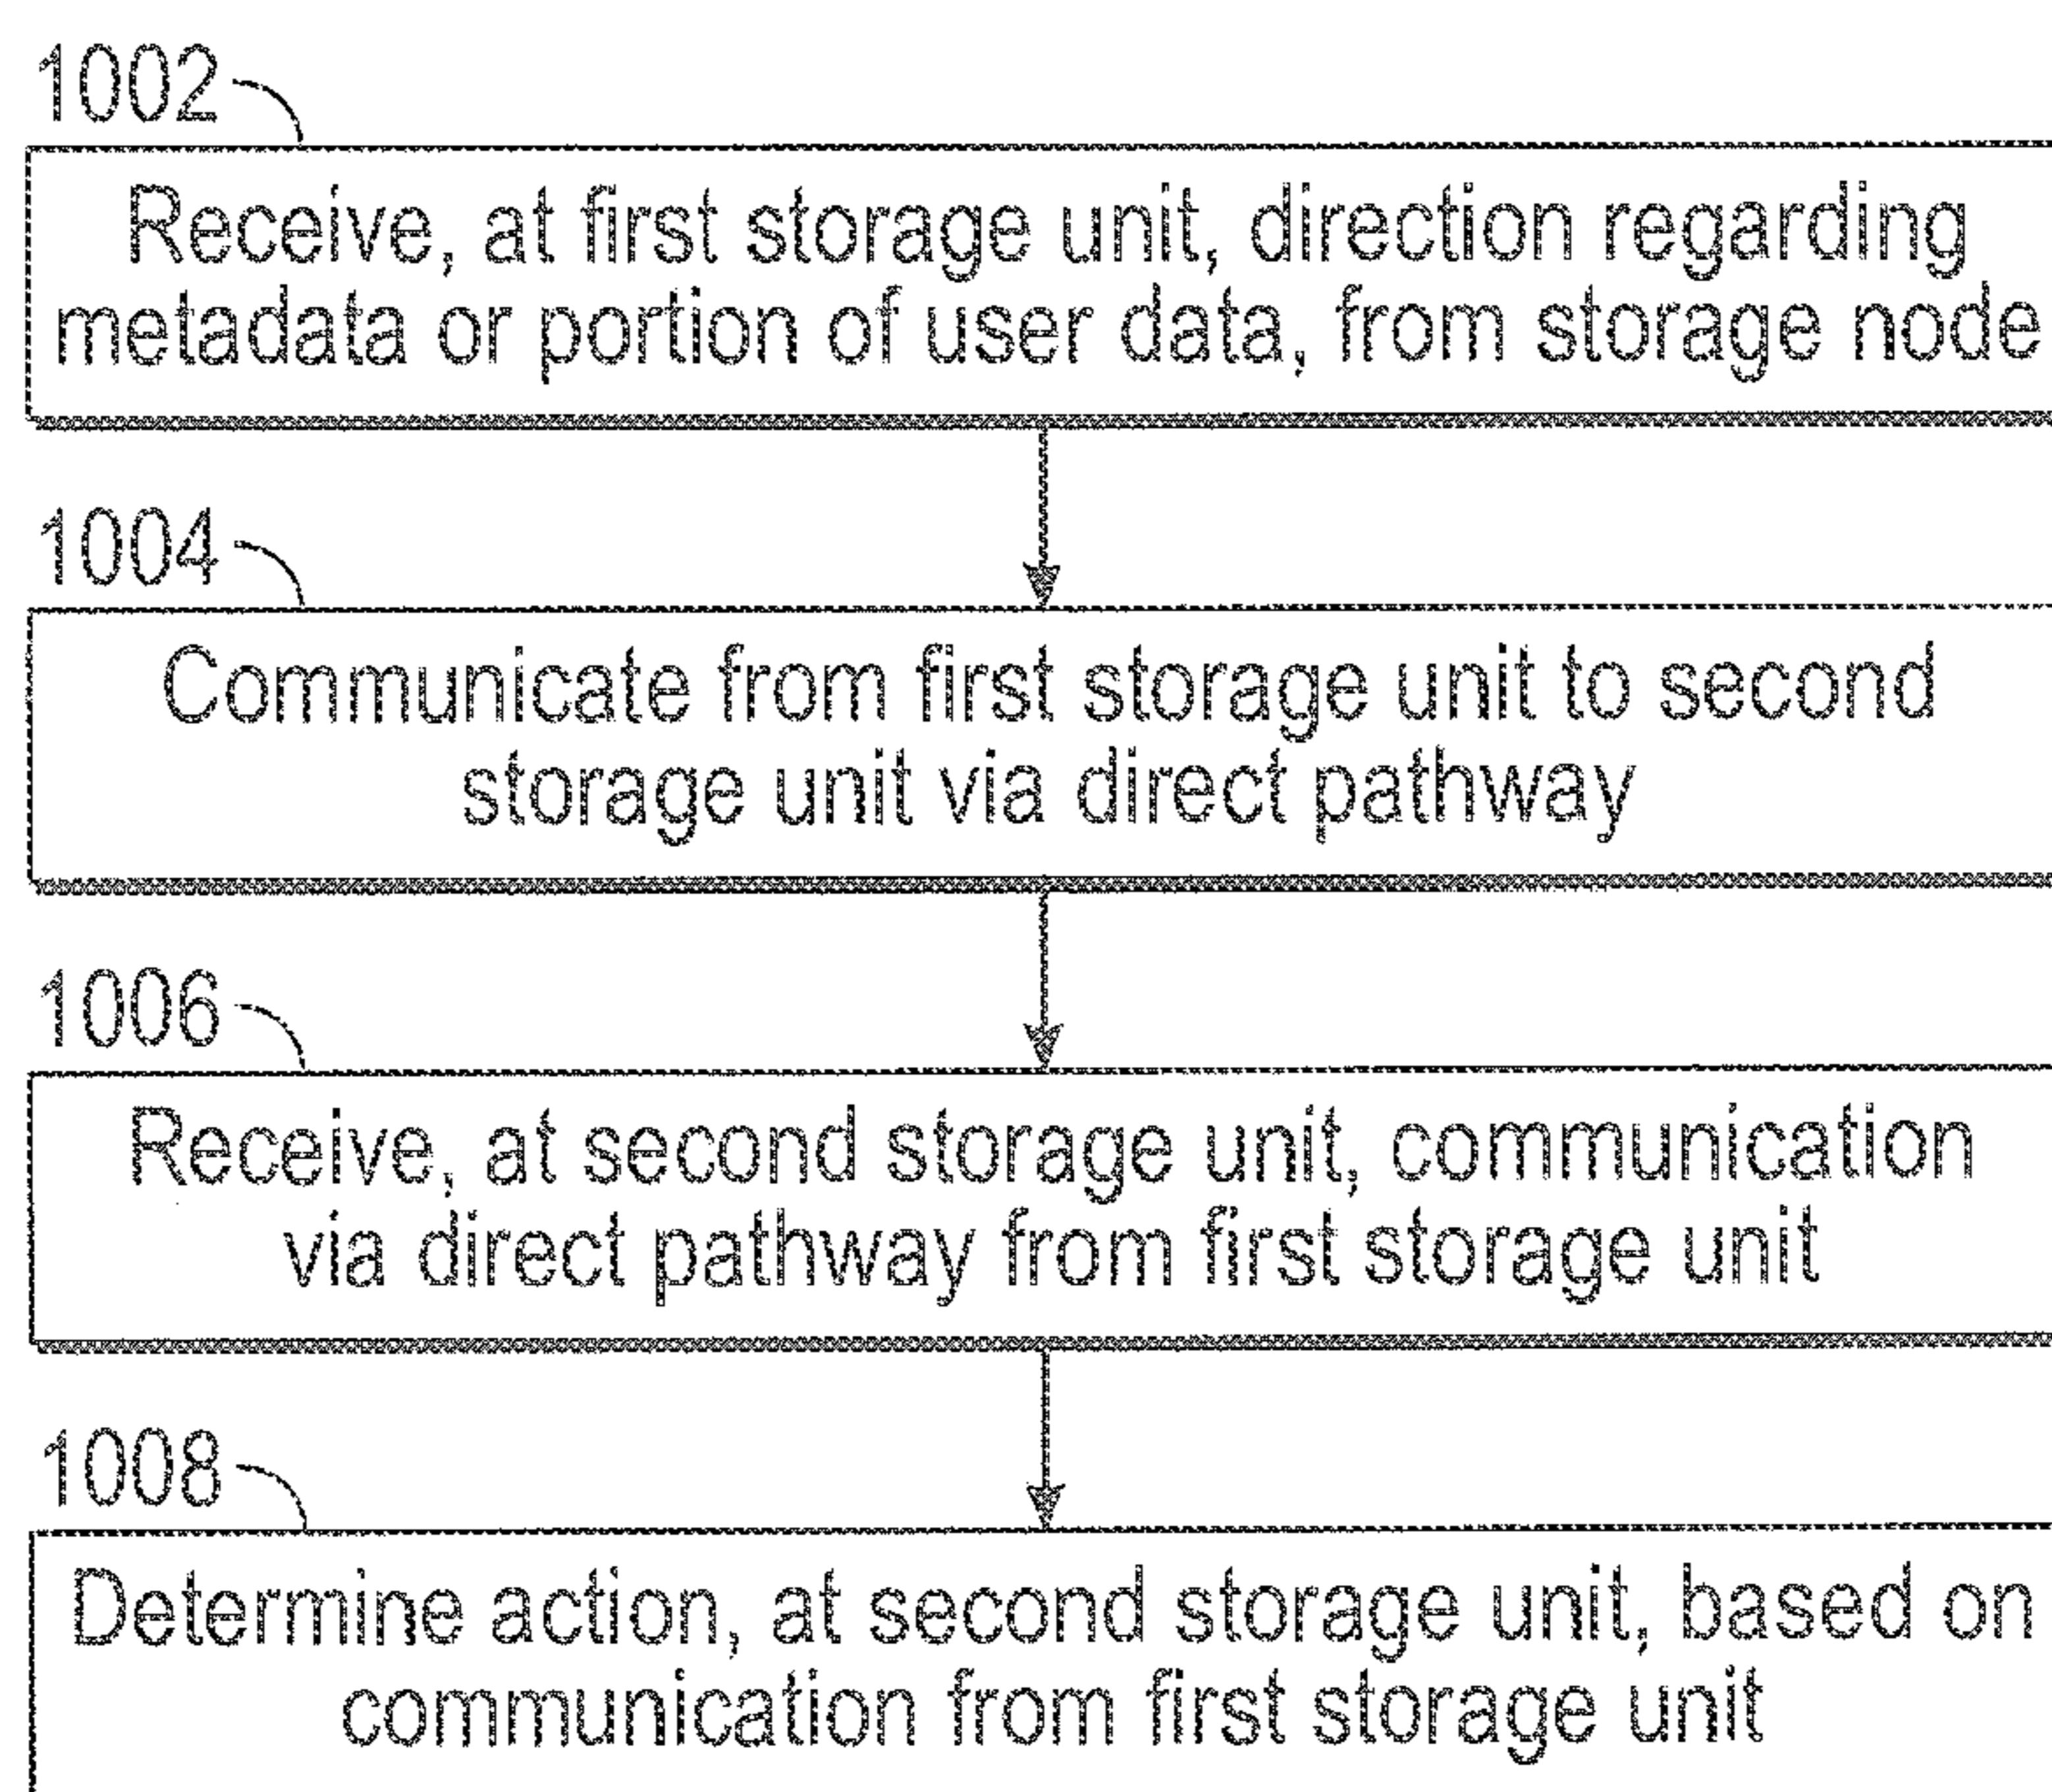 1002
Receive, at first storage unit, direction regarding
metadata or portion of user data, from storage node
1004
Communicate from first storage unit to second
storage unit via direct pathway
1006
Receive, at second storage unit, communication
via direct pathway from first storage unit
1008
Determine action, at second storage unit, based on
communication from first storage unit